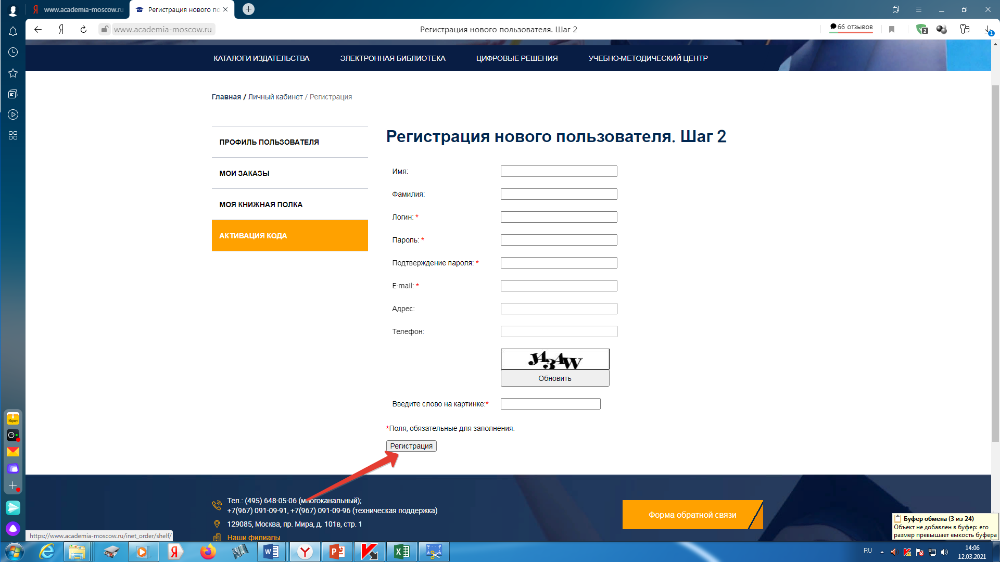 www.academia-moscow.ru
Регистрация нового по
www.academia-moscow.ru
Регистрация нового пользователя. Шаг 2
66 отзывов
2
1
КАТАЛОГИ ИЗДАТЕЛЬСТВА
ЭЛЕКТРОННАЯ БИБЛИОТЕКА
ЦИФРОВЫЕ РЕШЕНИЯ
УЧЕБНО-МЕТОДИЧЕСКИЙ ЦЕНТР
Главная / Личный кабинет / Регистрация
ПРОФИЛЬ ПОЛЬЗОВАТЕЛЯ
МОИ ЗАКАЗЫ
МОЯ КНИЖНАЯ ПОЛКА
АКТИВАЦИЯ КОДА
Регистрация нового пользователя. Шаг 2
Имя:
Фамилия:
Логин: *
Пароль: *
Подтверждение пароля: *
E-mail: *
Адрес:
Телефон:
J434W
Обновить
Введите слово на картинке:*
*Поля, обязательные для заполнения.
Регистрация
Тел.: (495) 648-05-06 (многоканальный);
+7(967) 091-09-91, +7(967) 091-09-96 (техническая поддержка)
129085, Москва, пр. Мира, д. 101в, стр. 1
Наши филиалы
Форма обратной связи
Маркет
https://www.academia-moscow.ru/inet_order/shelf/
Буфер обмена (3 из 24)
Объект не добавлен в буфер: его
размер превышает емкость буфера
RU
14:06
12.03.2021